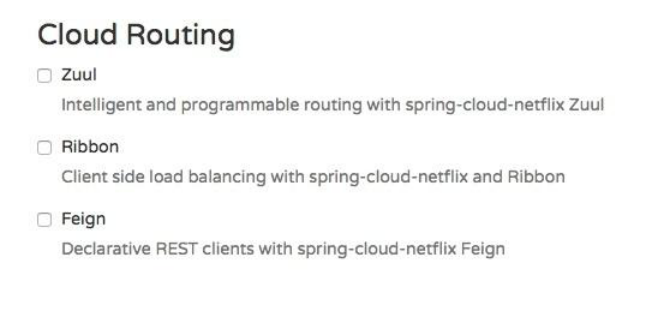 Cloud Routing
Zuul
Intelligent and programmable routing with spring-cloud-netflix Zuul
Ribbon
Client side load balancing with spring-cloud-netflix and Ribbon
Feign
Declarative REST clients with spring-cloud-netflix Feign